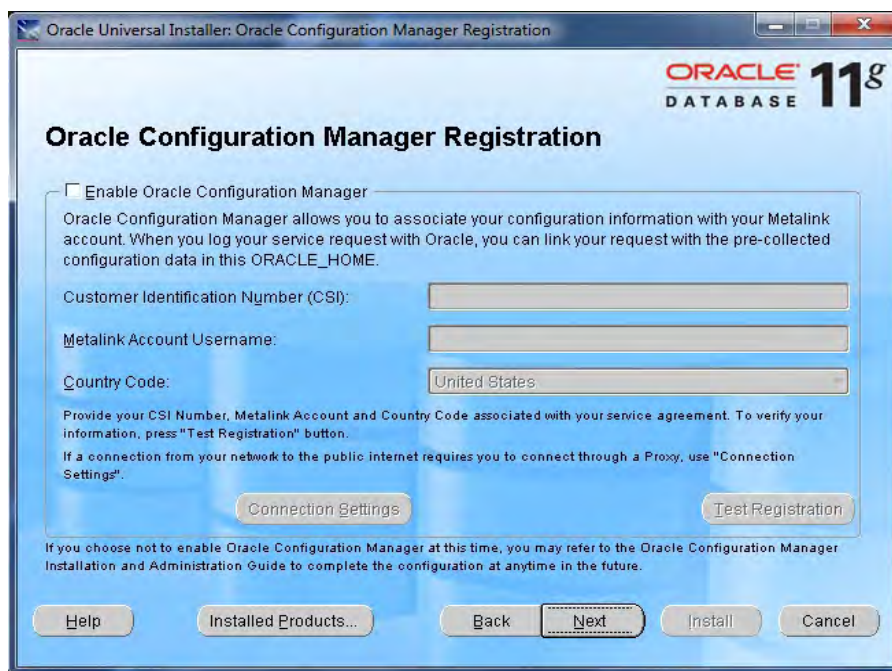 Oracle Universal Installer: Oracle Configuration Manager Registration
ORACLE 11g
DATABASE
Oracle Configuration Manager Registration
Enable Oracle Configuration Manager
Oracle Configuration Manager allows you to associate your configuration information with your Metalink
account. When you log your service request with Oracle, you can link your request with the pre-collected
configuration data in this ORACLE_HOME.
Customer Identification Number (CSI):
Metalink Account Username:
Country Code: United States
Provide your CSI Number, Metalink Account and Country Code associated with your service agreement. To verify your
information, press "Test Registration" button.
If a connection from your network to the public internet requires you to connect through a Proxy, use "Connection
Settings".
Connection Settings Test Registration
If you choose not to enable Oracle Configuration Manager at this time, you may refer to the Oracle Configuration Manager
Installation and Administration Guide to complete the configuration at anytime in the future.
Help Installed Products... Back Next Install Cancel